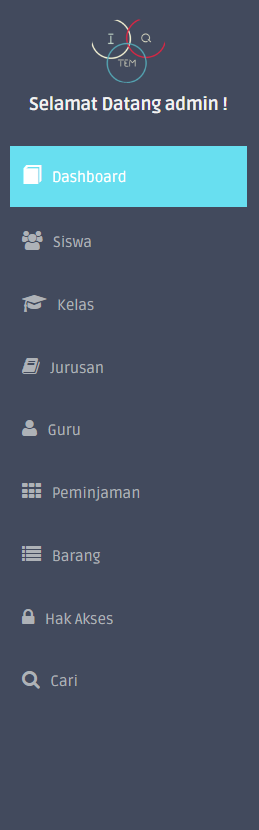 I Q
TEM
Selamat Datang admin !
Dashboard
Siswa
Kelas
Jurusan
Guru
Peminjaman
Barang
Hak Akses
Cari